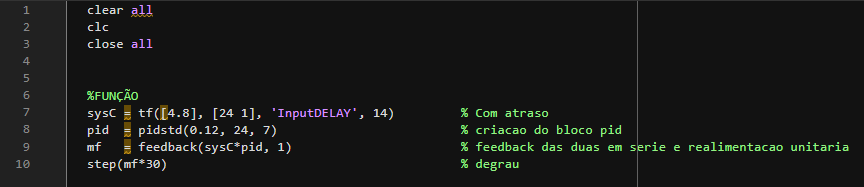 1 clear all
2 clc
3 close all
4
5
6 %FUNÇÃO
7 sysC = tf([4.8], [24 1], 'InputDELAY', 14) % Com atraso
8 pid = pidstd(0.12, 24, 7) % criacao do bloco pid
9 mf = feedback(sysC*pid, 1) % feedback das duas em serie e realimentacao unitaria
10 step(mf*30) % degrau